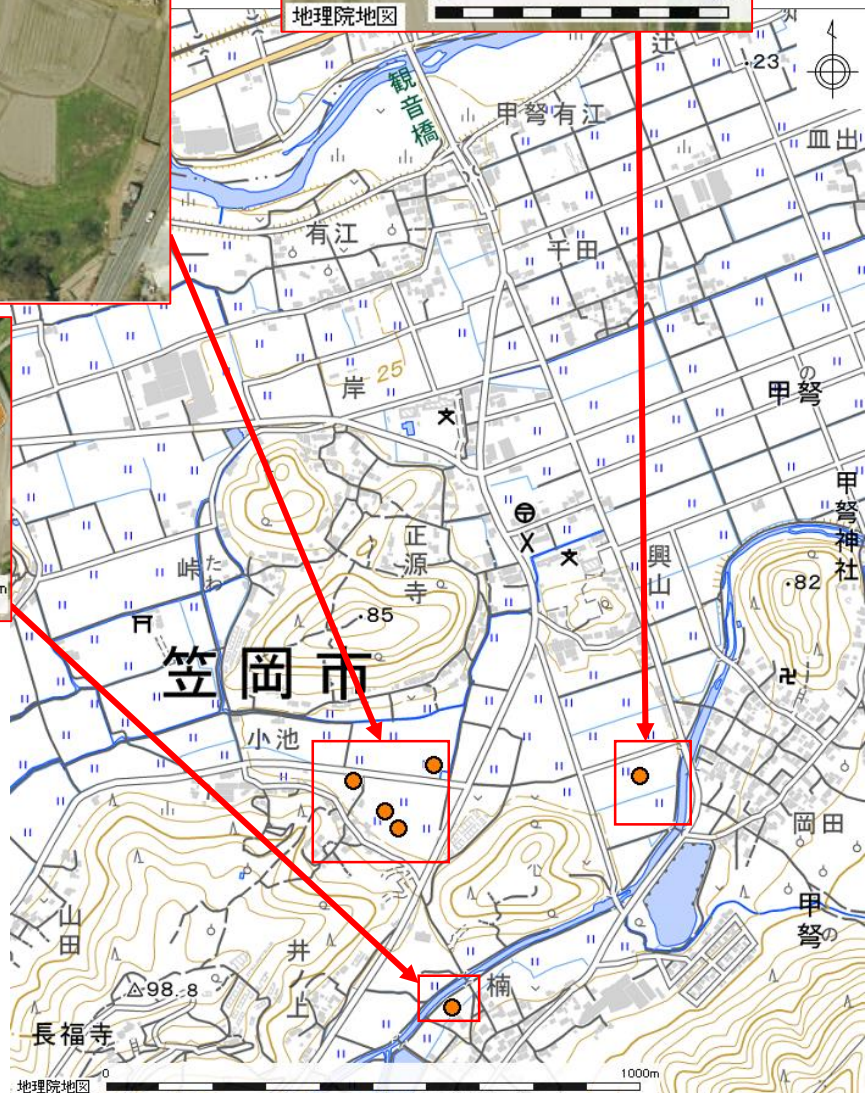 地理院地図
辻
23
観音橋
甲弩有江
皿出
有江
千田
岸
25
甲弩
の
甲弩神社
正源寺
興山
峠
たわ
82
85
m
笠岡市
小池
岡田
山田
甲弩
の
井ノ上
楠
98.8
長福寺
0
1000m
地理院地図